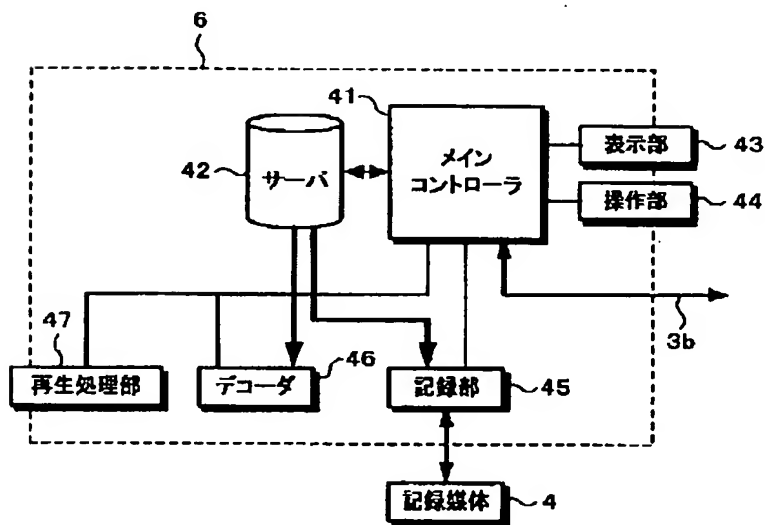 6
41
42
サーバ
メイン
コントローラ
表示部
43
操作部
44
3b
47
再生処理部
デコーダ
46
記録部
45
記録媒体
4